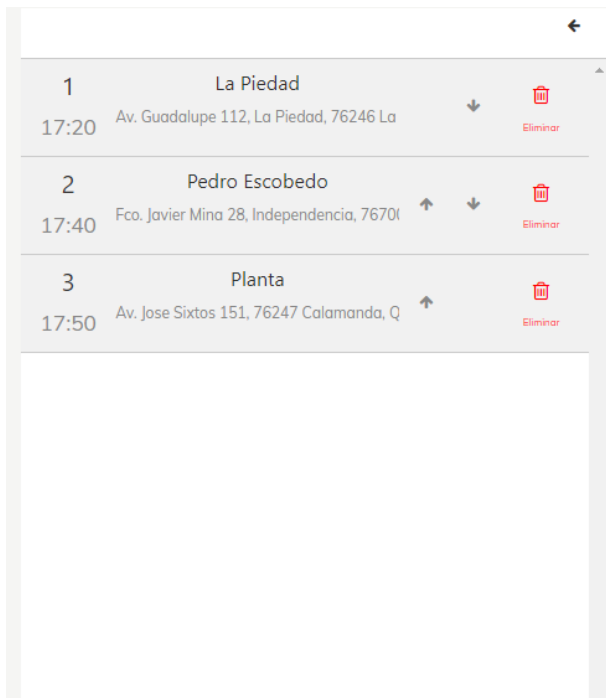 1 La Piedad
17:20 Av. Guadalupe 112, La Piedad, 76246 La
Eliminar
2 Pedro Escobedo
17:40 Fco. Javier Mina 28, Independencia, 7670
Eliminar
3 Planta
17:50 Av. Jose Sixtos 151, 76247 Calamanda, Q
Eliminar